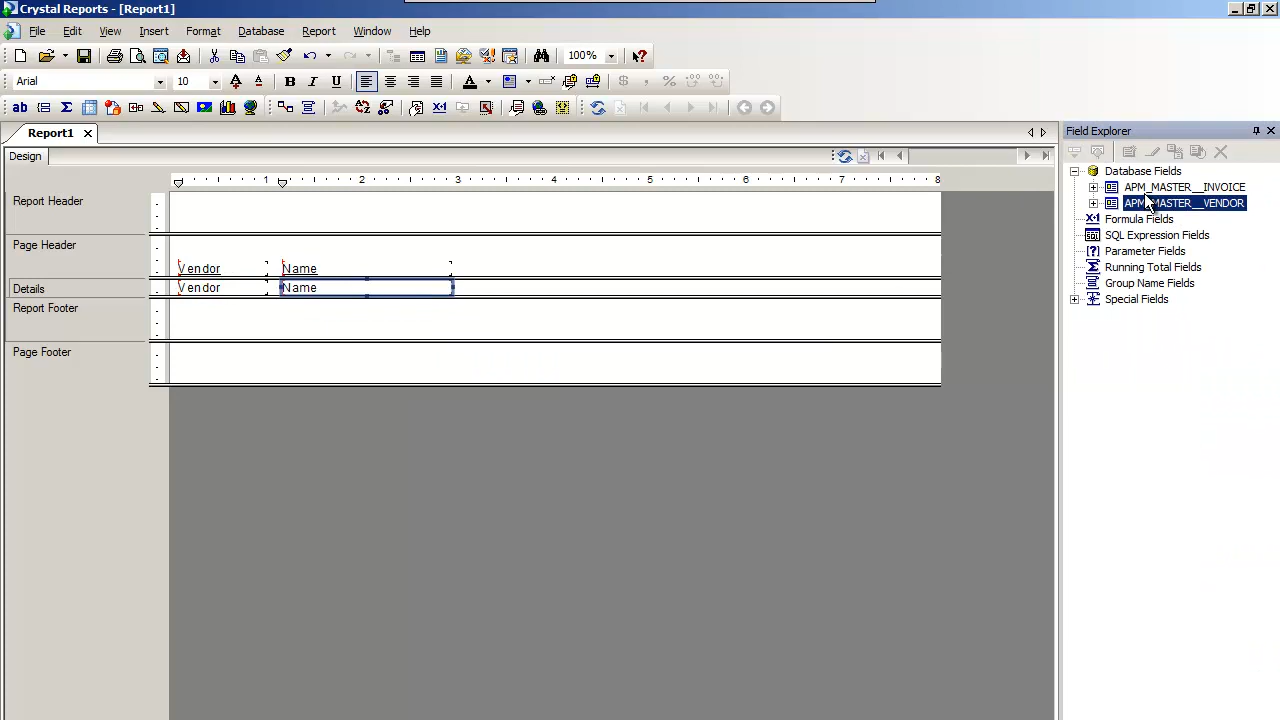 Crystal Reports - [Report1]
File Edit View Insert Format Database Report Window Help
100%
Arial 10 B I U A $ , %
ab
Report1
Design
1 2 3 4 5 6 7 8
Report Header
Page Header
Vendor Name
Details
Vendor Name
Report Footer
Page Footer
Field Explorer
Database Fields
APM_MASTER__INVOICE
APM_MASTER__VENDOR
Formula Fields
SQL Expression Fields
Parameter Fields
Running Total Fields
Group Name Fields
Special Fields